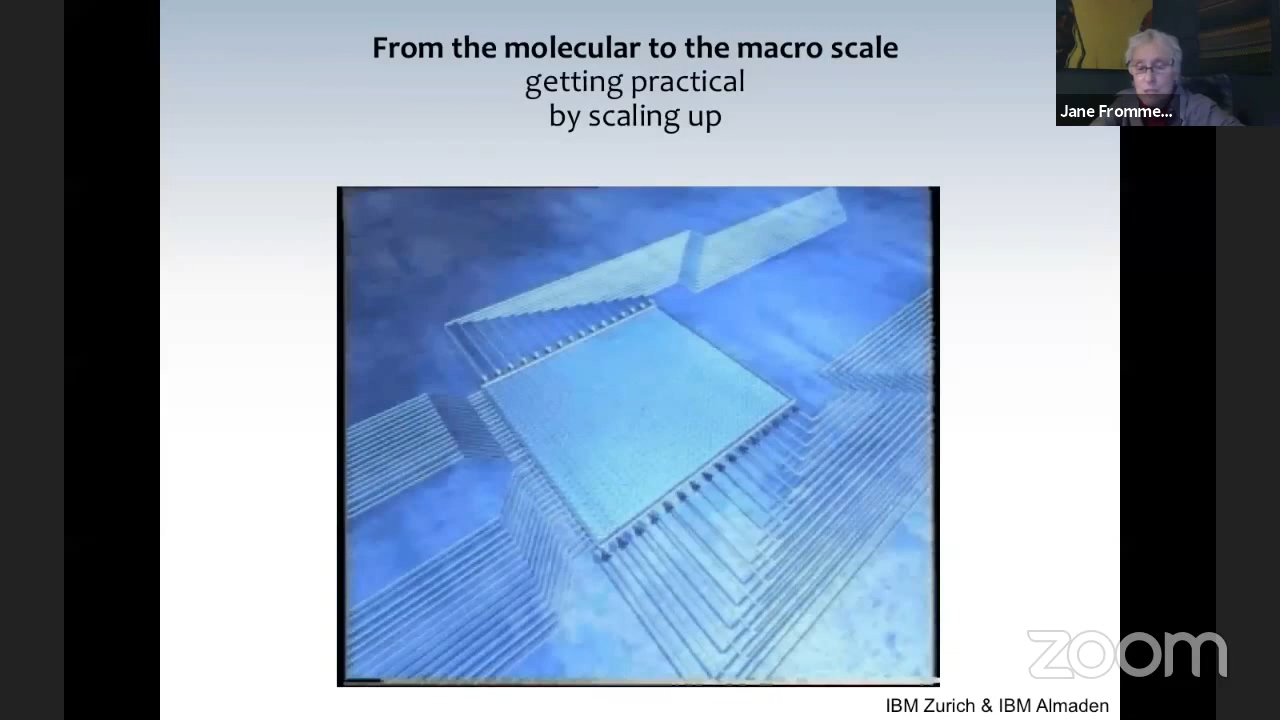 From the molecular to the macro scale
getting practical
by scaling up
Jane Fromme...
IBM Zurich & IBM Almaden
zoom